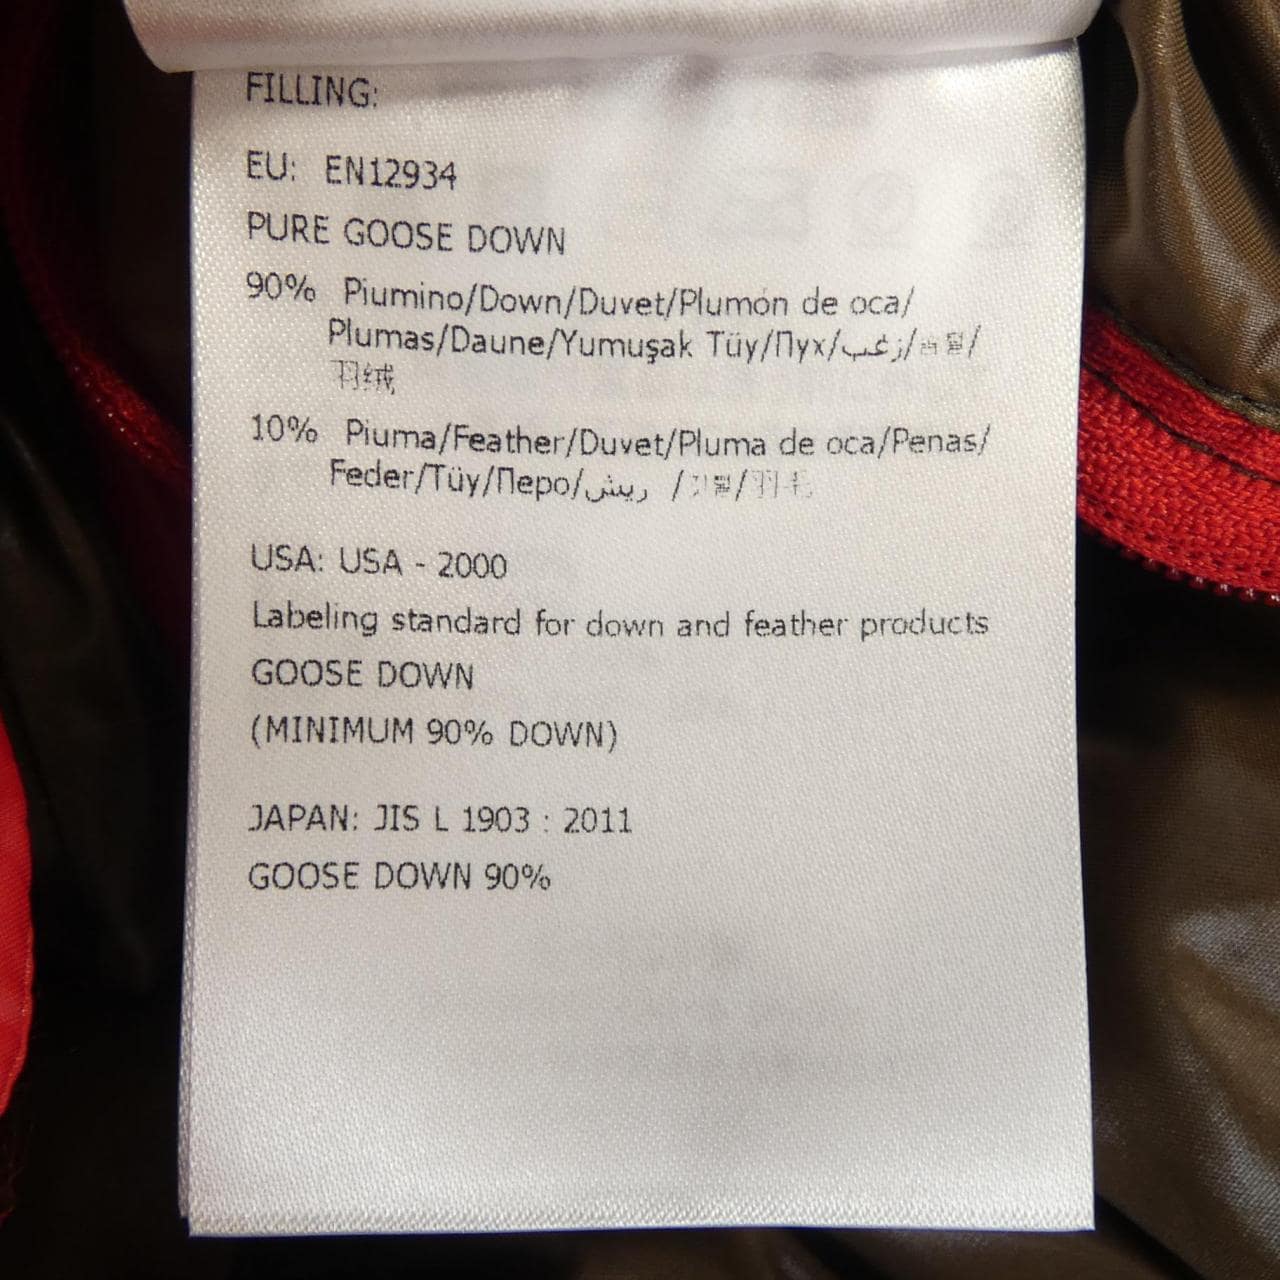 FILLING:
EU: EN12934
PURE GOOSE DOWN
90% Piumino/Down/Duvet/Plumón de oca/
Plumas/Daune/Yumuşak Tüy/Пух/زغب/
羽绒
10% Piuma/Feather/Duvet/Pluma de oca/Penas/
Feder/Tüy/Перо/ريش /羽毛
USA: USA - 2000
Labeling standard for down and feather products
GOOSE DOWN
(MINIMUM 90% DOWN)
JAPAN: JIS L 1903 : 2011
GOOSE DOWN 90%